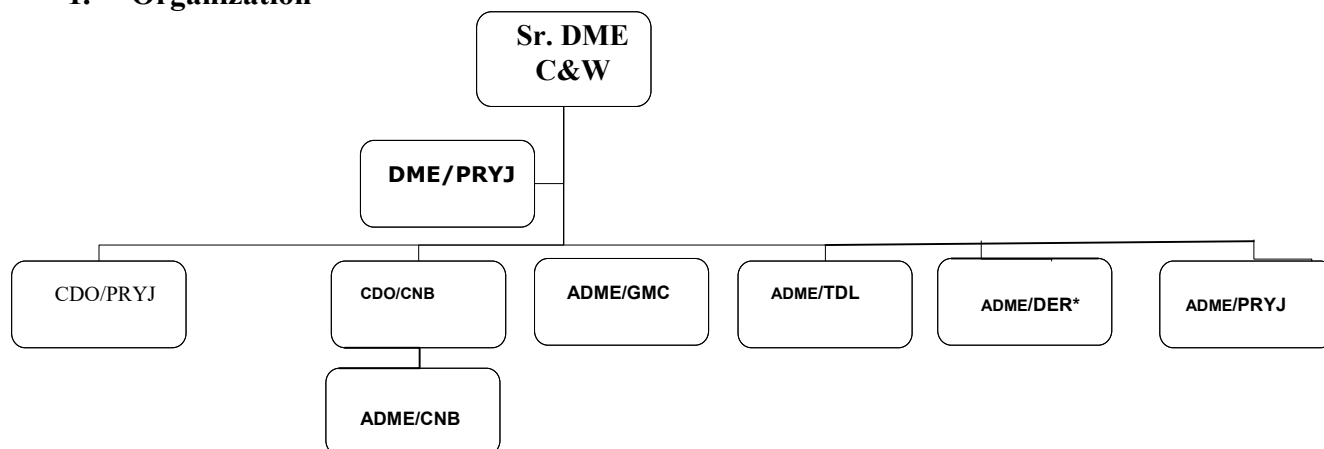 1. Organization
Sr. DME
C&W
DME/PRYJ
CDO/PRYJ
CDO/CNB
ADME/GMC
ADME/TDL
ADME/DER*
ADME/PRYJ
ADME/CNB